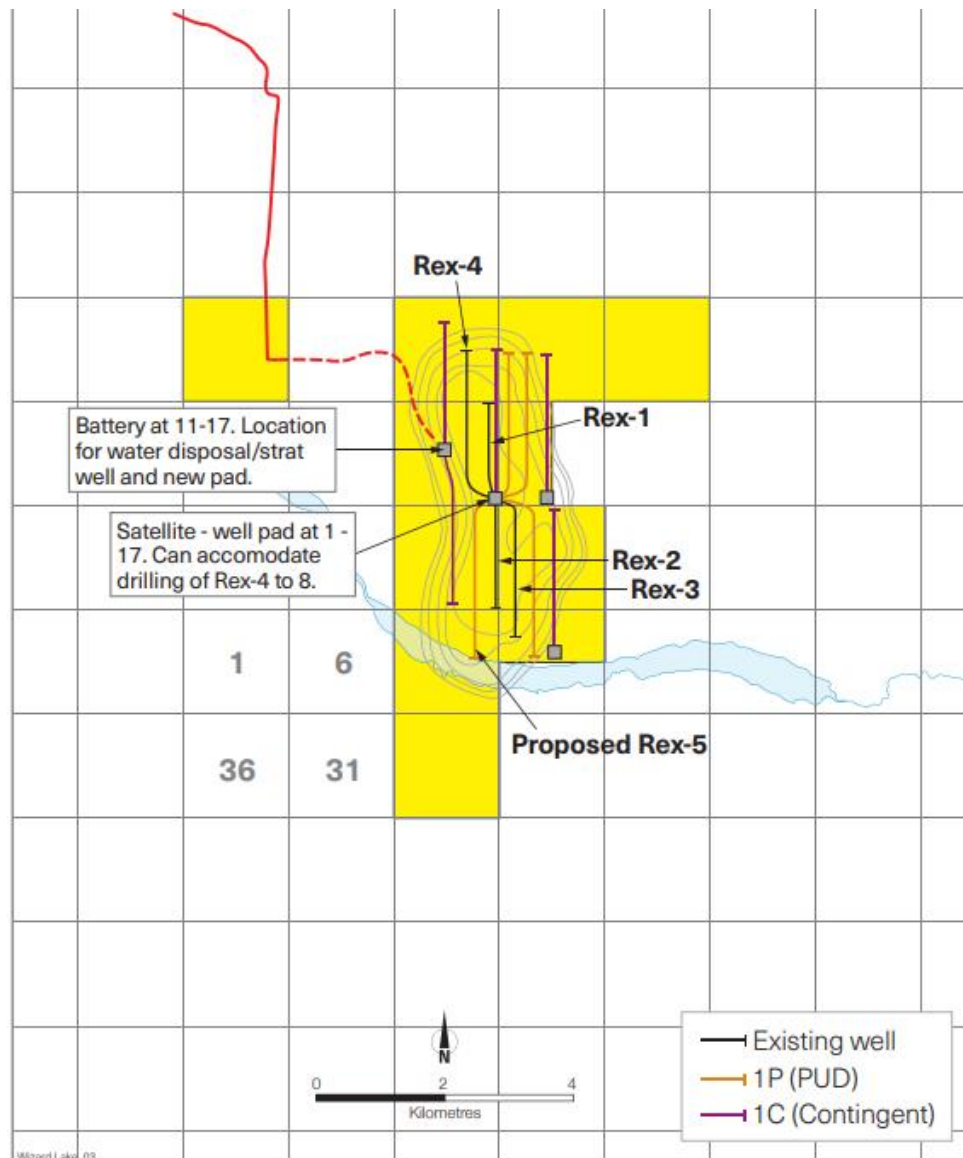 Rex-4
Rex-1
Battery at 11-17. Location
for water disposal/strat
well and new pad.
Satellite - well pad at 1 -
17. Can accomodate
drilling of Rex-4 to 8.
Rex-2
Rex-3
1
6
Proposed Rex-5
36
31
N
0
2
4
Kilometres
Existing well
1P (PUD)
1C (Contingent)
Wizard Lake_03